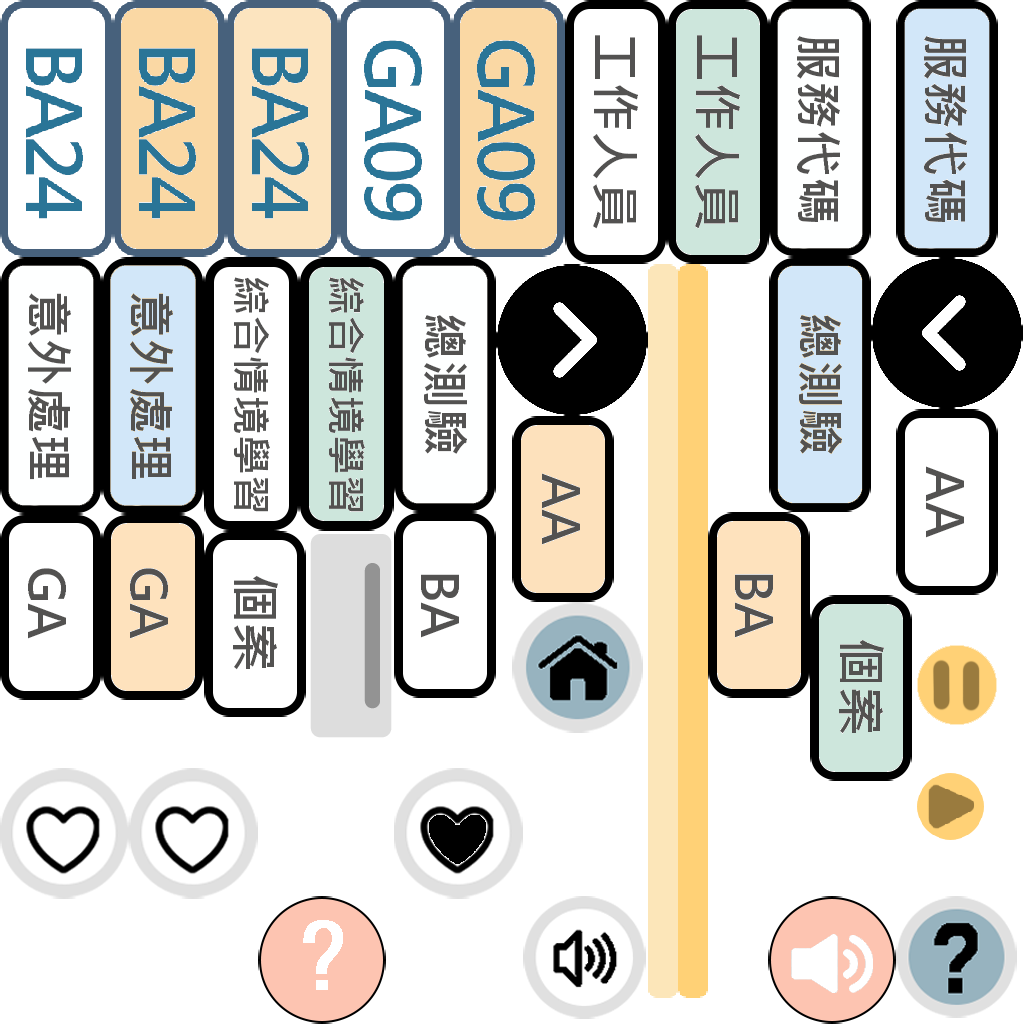 BA24
BA24
BA24
GA09
GA09
工作人員
工作人員
服務代碼
服務代碼
意外處理
意外處理
綜合情境學習
綜合情境學習
總測驗
總測驗
AA
AA
GA
GA
個案
BA
BA
個案
?
?